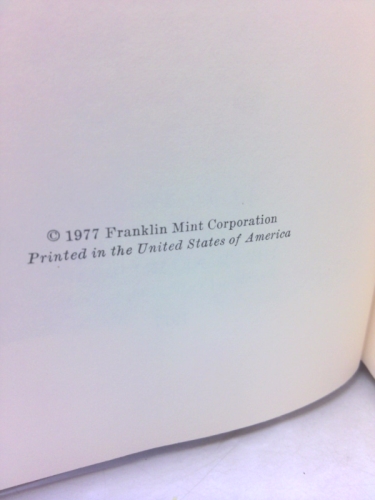 © 1977 Franklin Mint Corporation
Printed in the United States of America